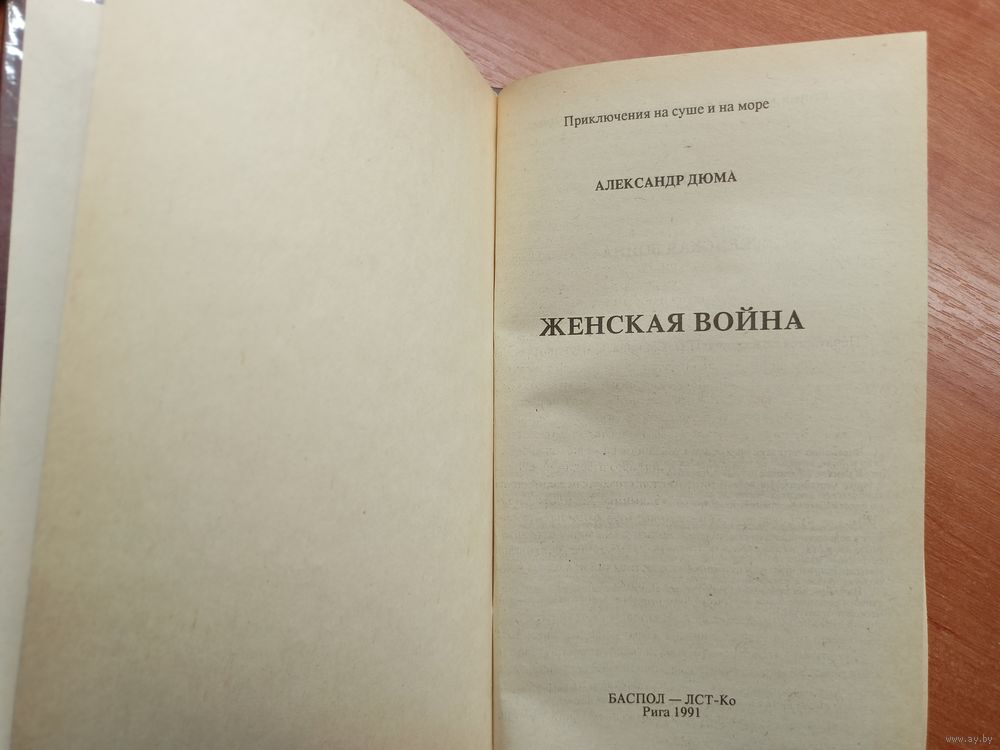 Приключения на суше и на море
АЛЕКСАНДР ДЮМА
ЖЕНСКАЯ ВОЙНА
БАСПОЛ — ЛСТ-Ко
Рига 1991
www.ay.by